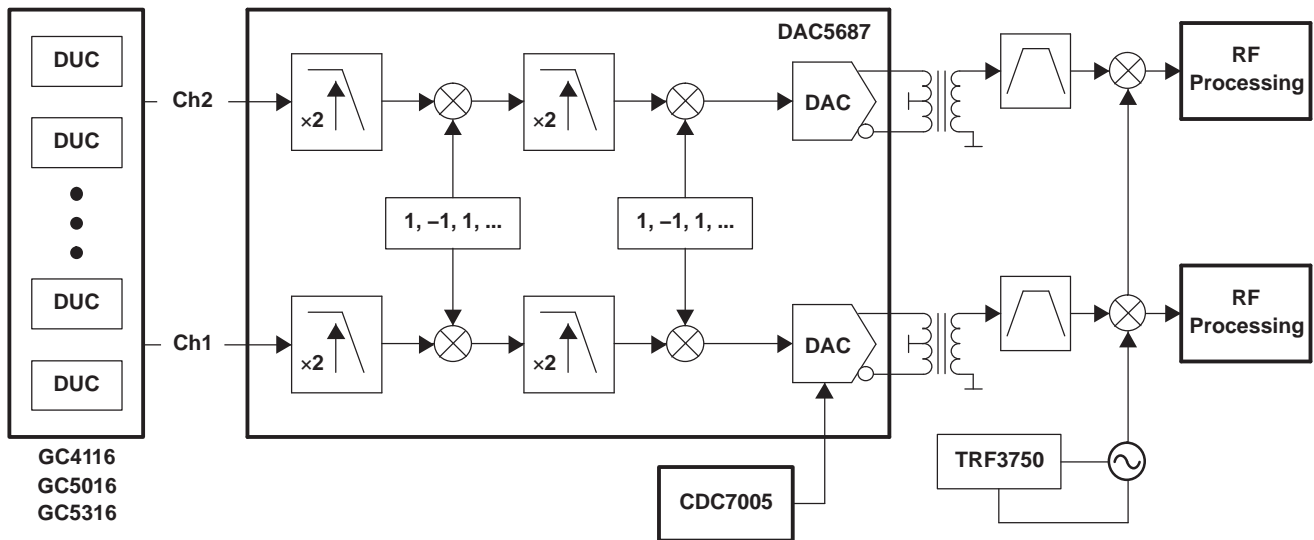 DAC5687
DUC
DUC
DUC
DUC
Ch2
×2
×2
DAC
RF
Processing
1, –1, 1, ...
1, –1, 1, ...
Ch1
×2
×2
DAC
RF
Processing
GC4116
GC5016
GC5316
CDC7005
TRF3750